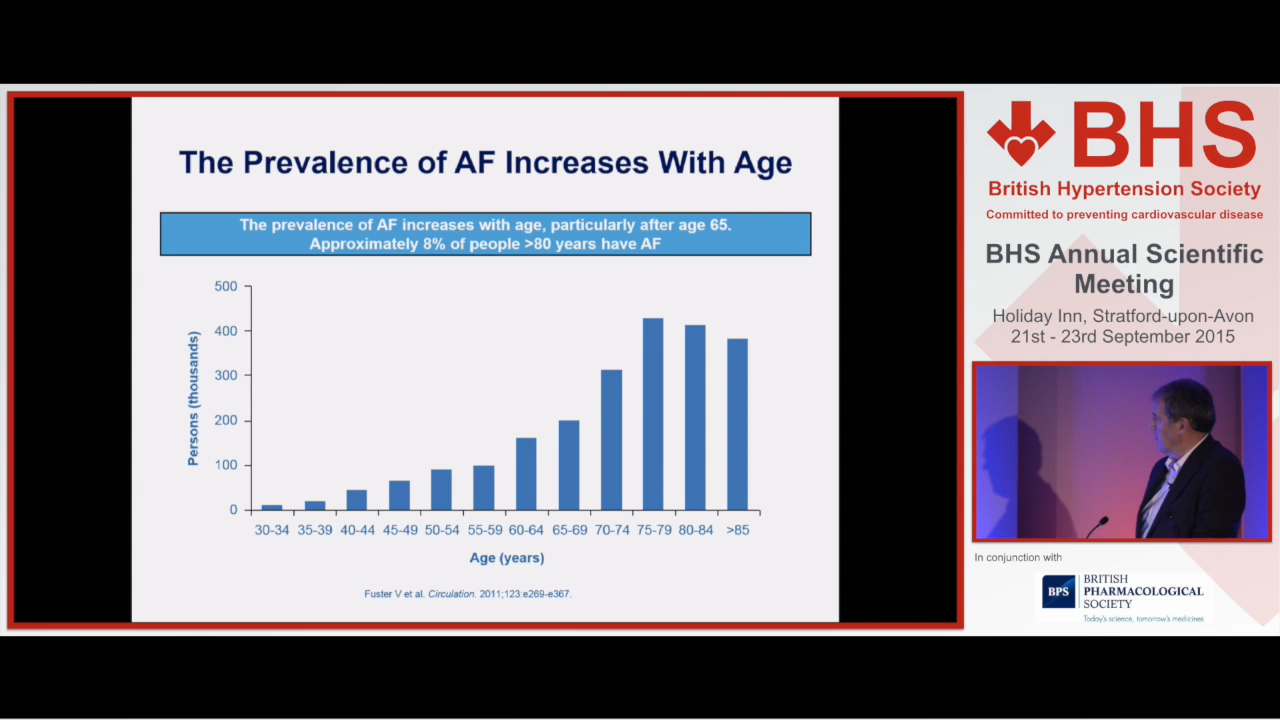 The Prevalence of AF Increases With Age
The prevalence of AF increases with age, particularly after age 65.
Approximately 8% of people >80 years have AF
500
400
300
200
100
0
Persons (thousands)
30-34 35-39 40-44 45-49 50-54 55-59 60-64 65-69 70-74 75-79 80-84 >85
Age (years)
Fuster V et al. Circulation. 2011;123:e269-e367.
BHS
British Hypertension Society
Committed to preventing cardiovascular disease
BHS Annual Scientific
Meeting
Holiday Inn, Stratford-upon-Avon
21st - 23rd September 2015
In conjunction with
BPS
BRITISH
PHARMACOLOGICAL
SOCIETY
Today's science, tomorrow's medicines